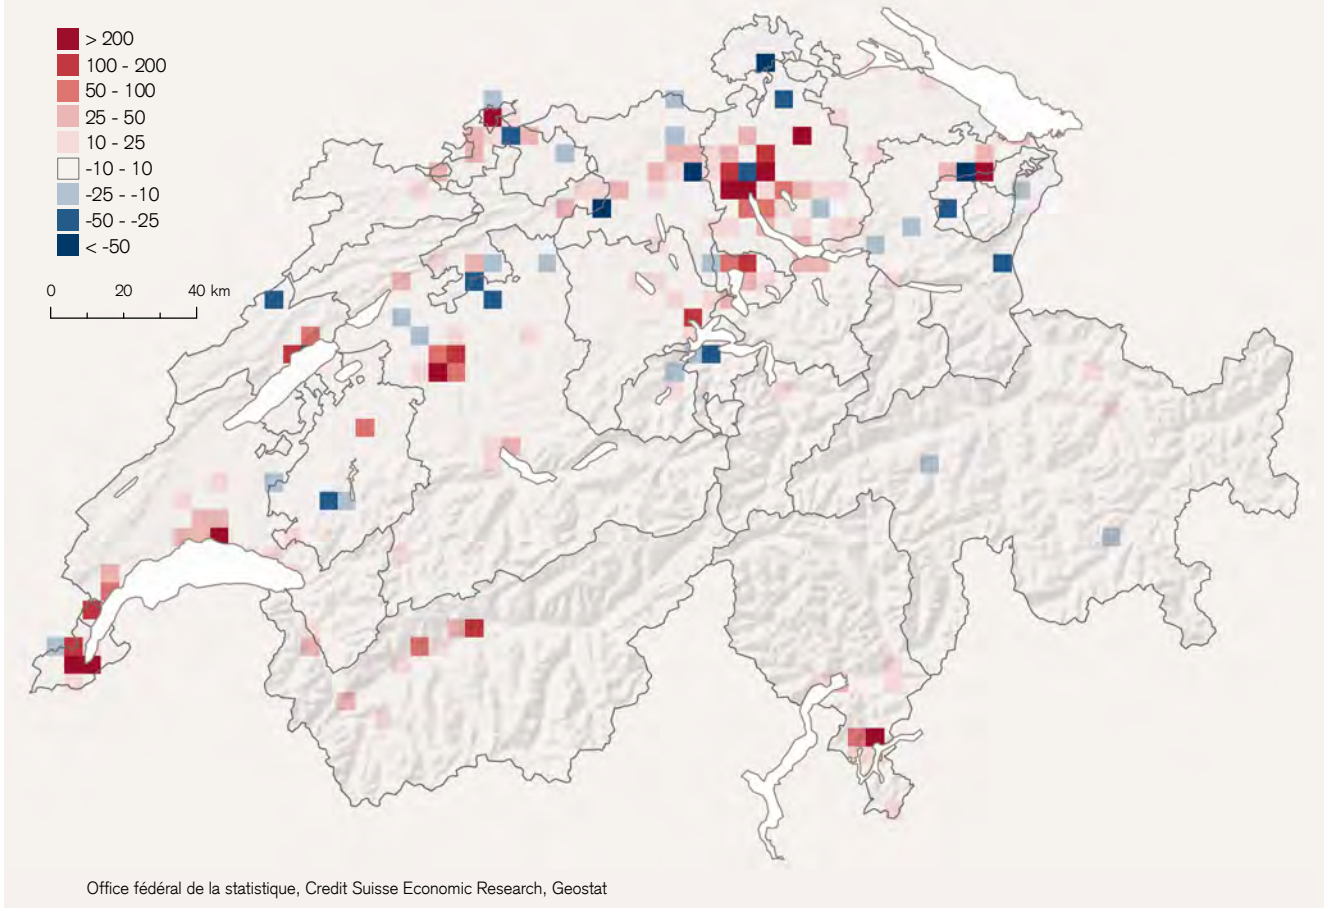 > 200
100 - 200
50 - 100
25 - 50
10 - 25
-10 - 10
-25 - -10
-50 - -25
< -50
0 20 40 km
Office fédéral de la statistique, Credit Suisse Economic Research, Geostat